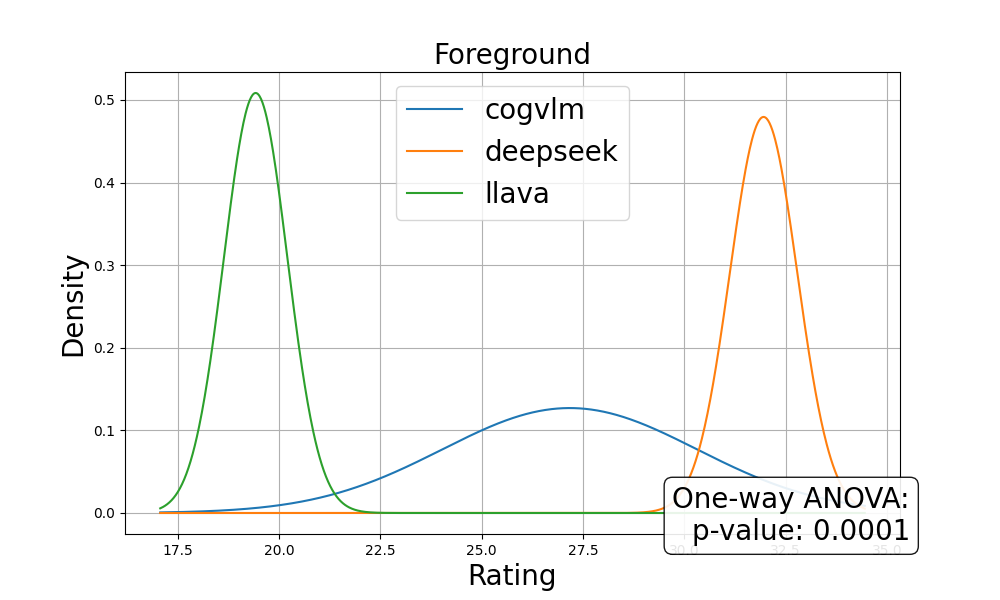 Foreground
cogvlm
deepseek
llava
Density
0.5
0.4
0.3
0.2
0.1
0.0
17.5
20.0
22.5
25.0
27.5
30.0
32.5
35.0
One-way ANOVA:
p-value: 0.0001
Rating